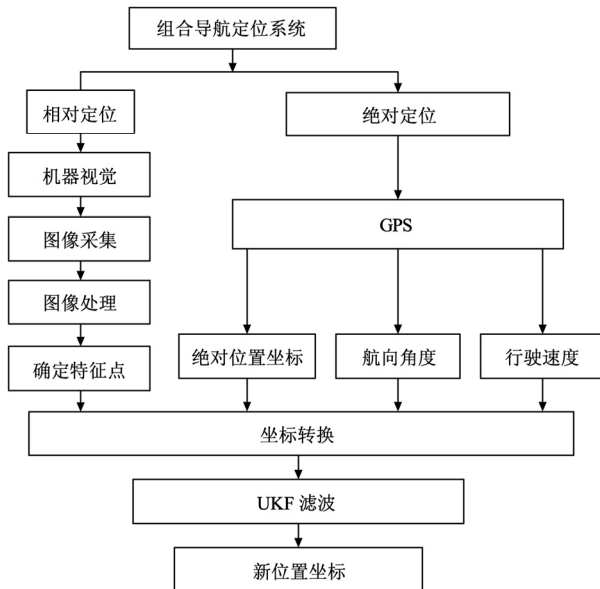 组合导航定位系统
相对定位
绝对定位
机器视觉
图像采集
GPS
图像处理
确定特征点
绝对位置坐标
航向角度
行驶速度
坐标转换
UKF 滤波
新位置坐标